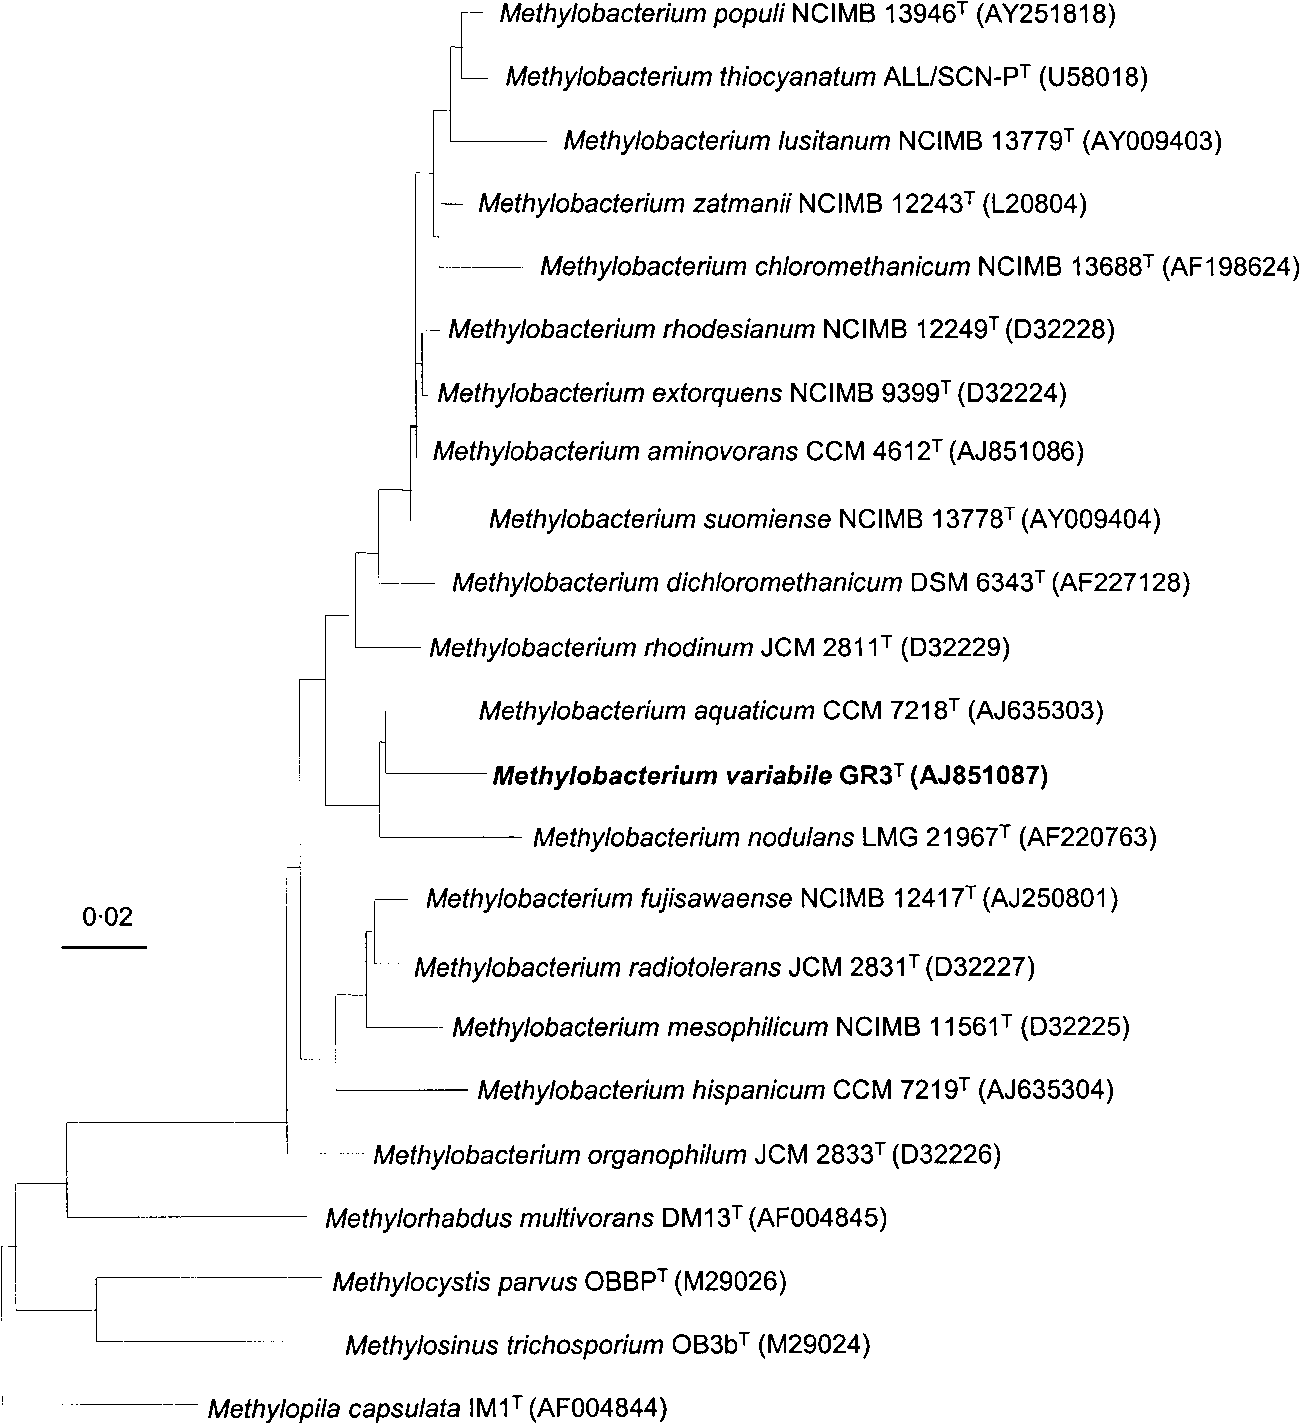 Methylobacterium populi NCIMB 13946T (AY251818)
Methylobacterium thiocyanatum ALL/SCN-PT (U58018)
Methylobacterium lusitanum NCIMB 13779T (AY009403)
Methylobacterium zatmanii NCIMB 12243T (L20804)
Methylobacterium chloromethanicum NCIMB 13688T (AF198624)
Methylobacterium rhodesianum NCIMB 12249T (D32228)
Methylobacterium extorquens NCIMB 9399T (D32224)
Methylobacterium aminovorans CCM 4612T (AJ851086)
Methylobacterium suomiense NCIMB 13778T (AY009404)
Methylobacterium dichloromethanicum DSM 6343T (AF227128)
Methylobacterium rhodinum JCM 2811T (D32229)
Methylobacterium aquaticum CCM 7218T (AJ635303)
Methylobacterium variabile GR3T (AJ851087)
Methylobacterium nodulans LMG 21967T (AF220763)
Methylobacterium fujisawaense NCIMB 12417T (AJ250801)
0·02
Methylobacterium radiotolerans JCM 2831T (D32227)
Methylobacterium mesophilicum NCIMB 11561T (D32225)
Methylobacterium hispanicum CCM 7219T (AJ635304)
Methylobacterium organophilum JCM 2833T (D32226)
Methylorhabdus multivorans DM13T (AF004845)
Methylocystis parvus OBBPT (M29026)
Methylosinus trichosporium OB3bT (M29024)
Methylopila capsulata IM1T (AF004844)